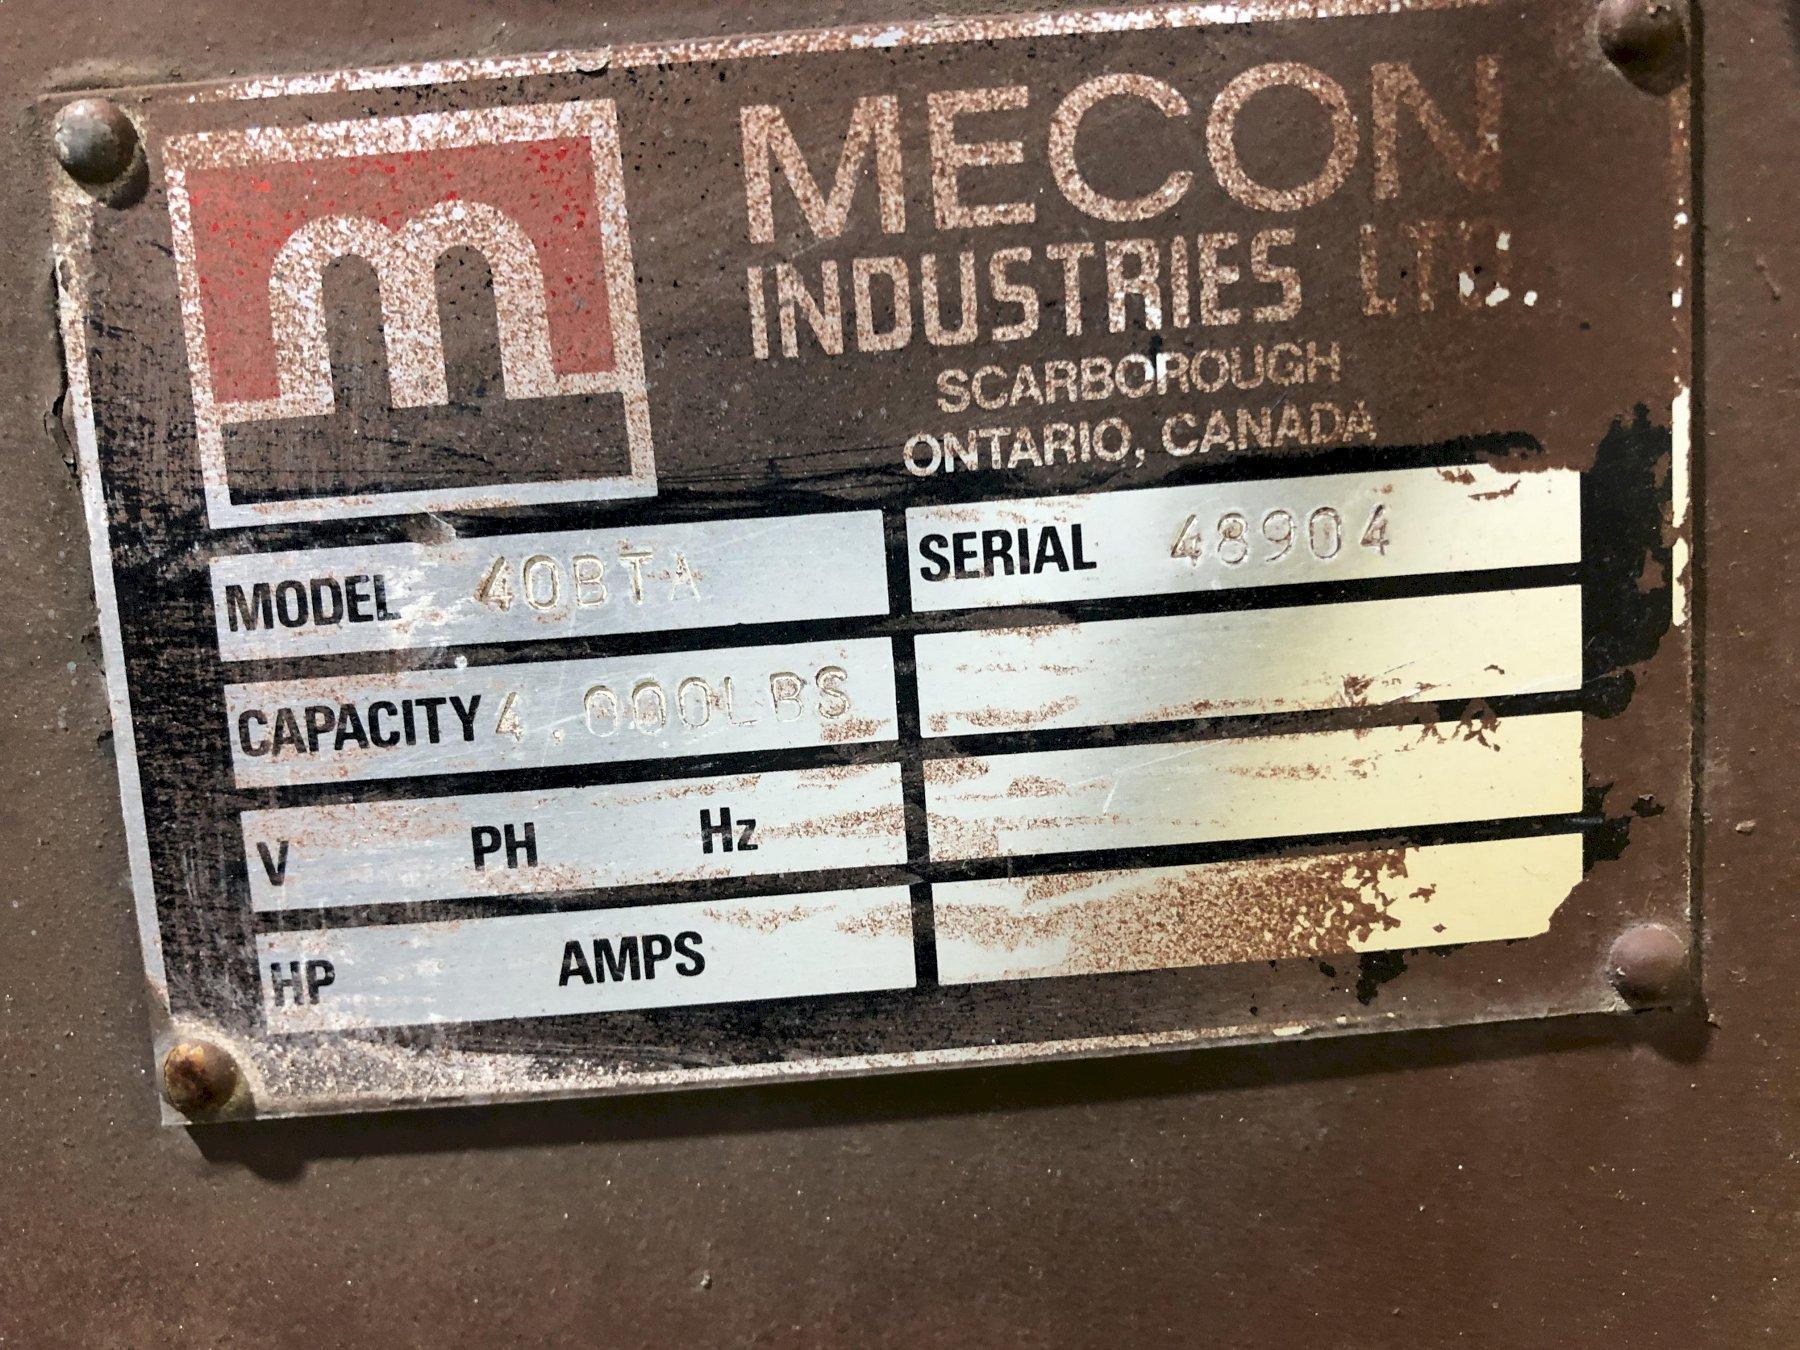 m
MECON
INDUSTRIES LTD.
SCARBOROUGH
ONTARIO, CANADA
MODEL 40BTA
SERIAL 48904
CAPACITY 4.000LBS
V PH Hz
HP AMPS